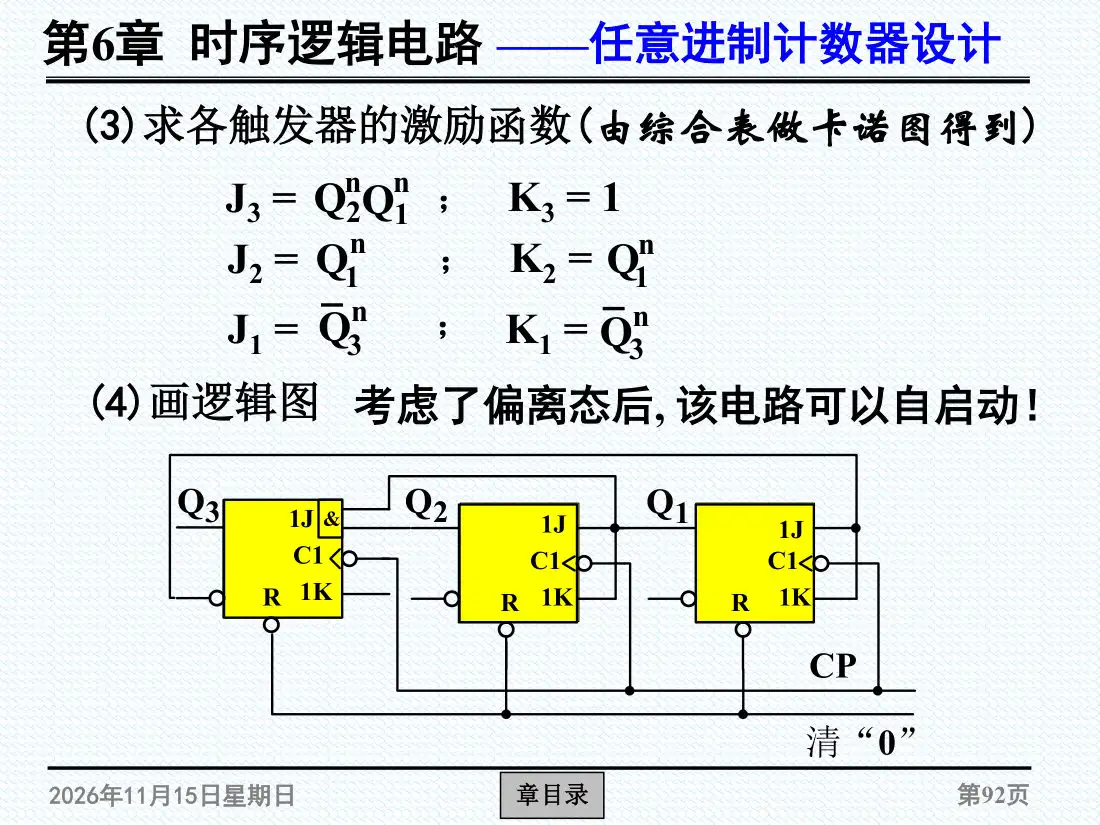 第6章 时序逻辑电路 ——任意进制计数器设计
(3)求各触发器的激励函数(由综合表做卡诺图得到)
J₃ = Q₂ⁿQ₁ⁿ ; K₃ = 1
J₂ = Q₁ⁿ ; K₂ = Q₁ⁿ
J₁ = Q̅₃ⁿ ; K₁ = Q̅₃ⁿ
(4)画逻辑图 考虑了偏离态后,该电路可以自启动!
Q₃ Q₂ Q₁
1J & 1J 1J
C1 C1 C1
R 1K R 1K R 1K
CP
清“0”
2026年11月15日星期日 章目录 第92页